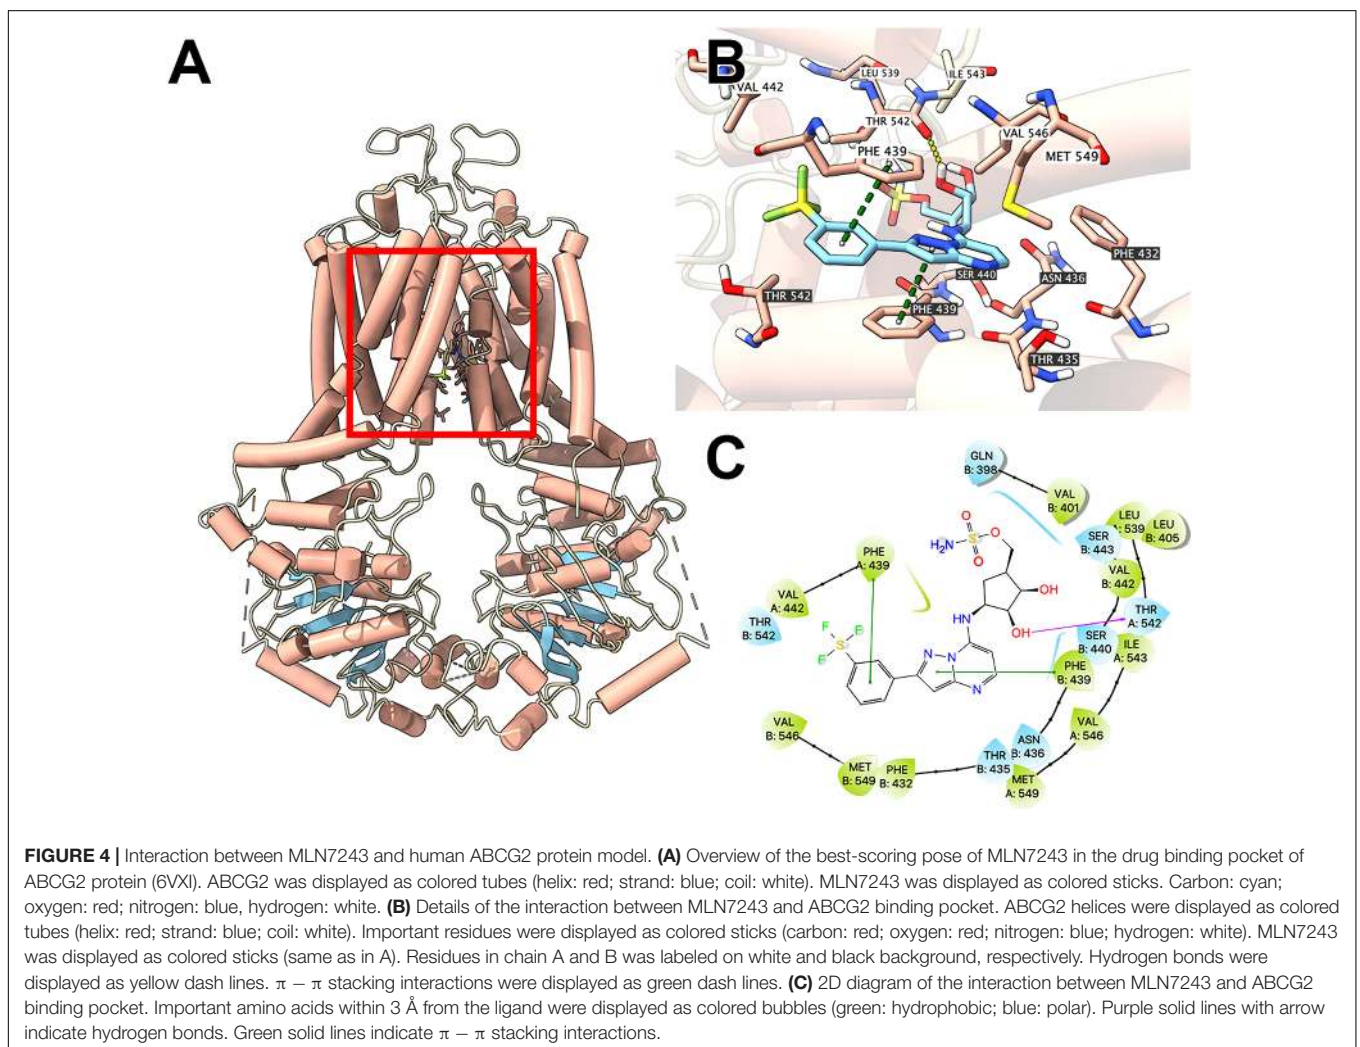 A
B
VAL 442
LEU 539
ILE 543
THR 542
VAL 546
PHE 439
MET 549
PHE 432
SER 440
ASN 436
THR 542
PHE 439
THR 435
C
GLN
B: 398
VAL
B: 401
LEU
A: 539
LEU
B: 405
SER
B: 443
PHE
A: 439
VAL
B: 442
VAL
A: 442
THR
B: 542
THR
A: 542
SER
B: 440
ILE
A: 543
PHE
B: 439
VAL
B: 546
VAL
A: 546
ASN
B: 436
THR
B: 435
MET
B: 549
PHE
B: 432
MET
A: 549
O
H₂N
S
O
O
OH
HN
OH
F
F
S
F
N
N
N
FIGURE 4 | Interaction between MLN7243 and human ABCG2 protein model. (A) Overview of the best-scoring pose of MLN7243 in the drug binding pocket of
ABCG2 protein (6VXI). ABCG2 was displayed as colored tubes (helix: red; strand: blue; coil: white). MLN7243 was displayed as colored sticks. Carbon: cyan;
oxygen: red; nitrogen: blue, hydrogen: white. (B) Details of the interaction between MLN7243 and ABCG2 binding pocket. ABCG2 helices were displayed as colored
tubes (helix: red; strand: blue; coil: white). Important residues were displayed as colored sticks (carbon: red; oxygen: red; nitrogen: blue; hydrogen: white). MLN7243
was displayed as colored sticks (same as in A). Residues in chain A and B was labeled on white and black background, respectively. Hydrogen bonds were
displayed as yellow dash lines. π − π stacking interactions were displayed as green dash lines. (C) 2D diagram of the interaction between MLN7243 and ABCG2
binding pocket. Important amino acids within 3 Å from the ligand were displayed as colored bubbles (green: hydrophobic; blue: polar). Purple solid lines with arrow
indicate hydrogen bonds. Green solid lines indicate π − π stacking interactions.